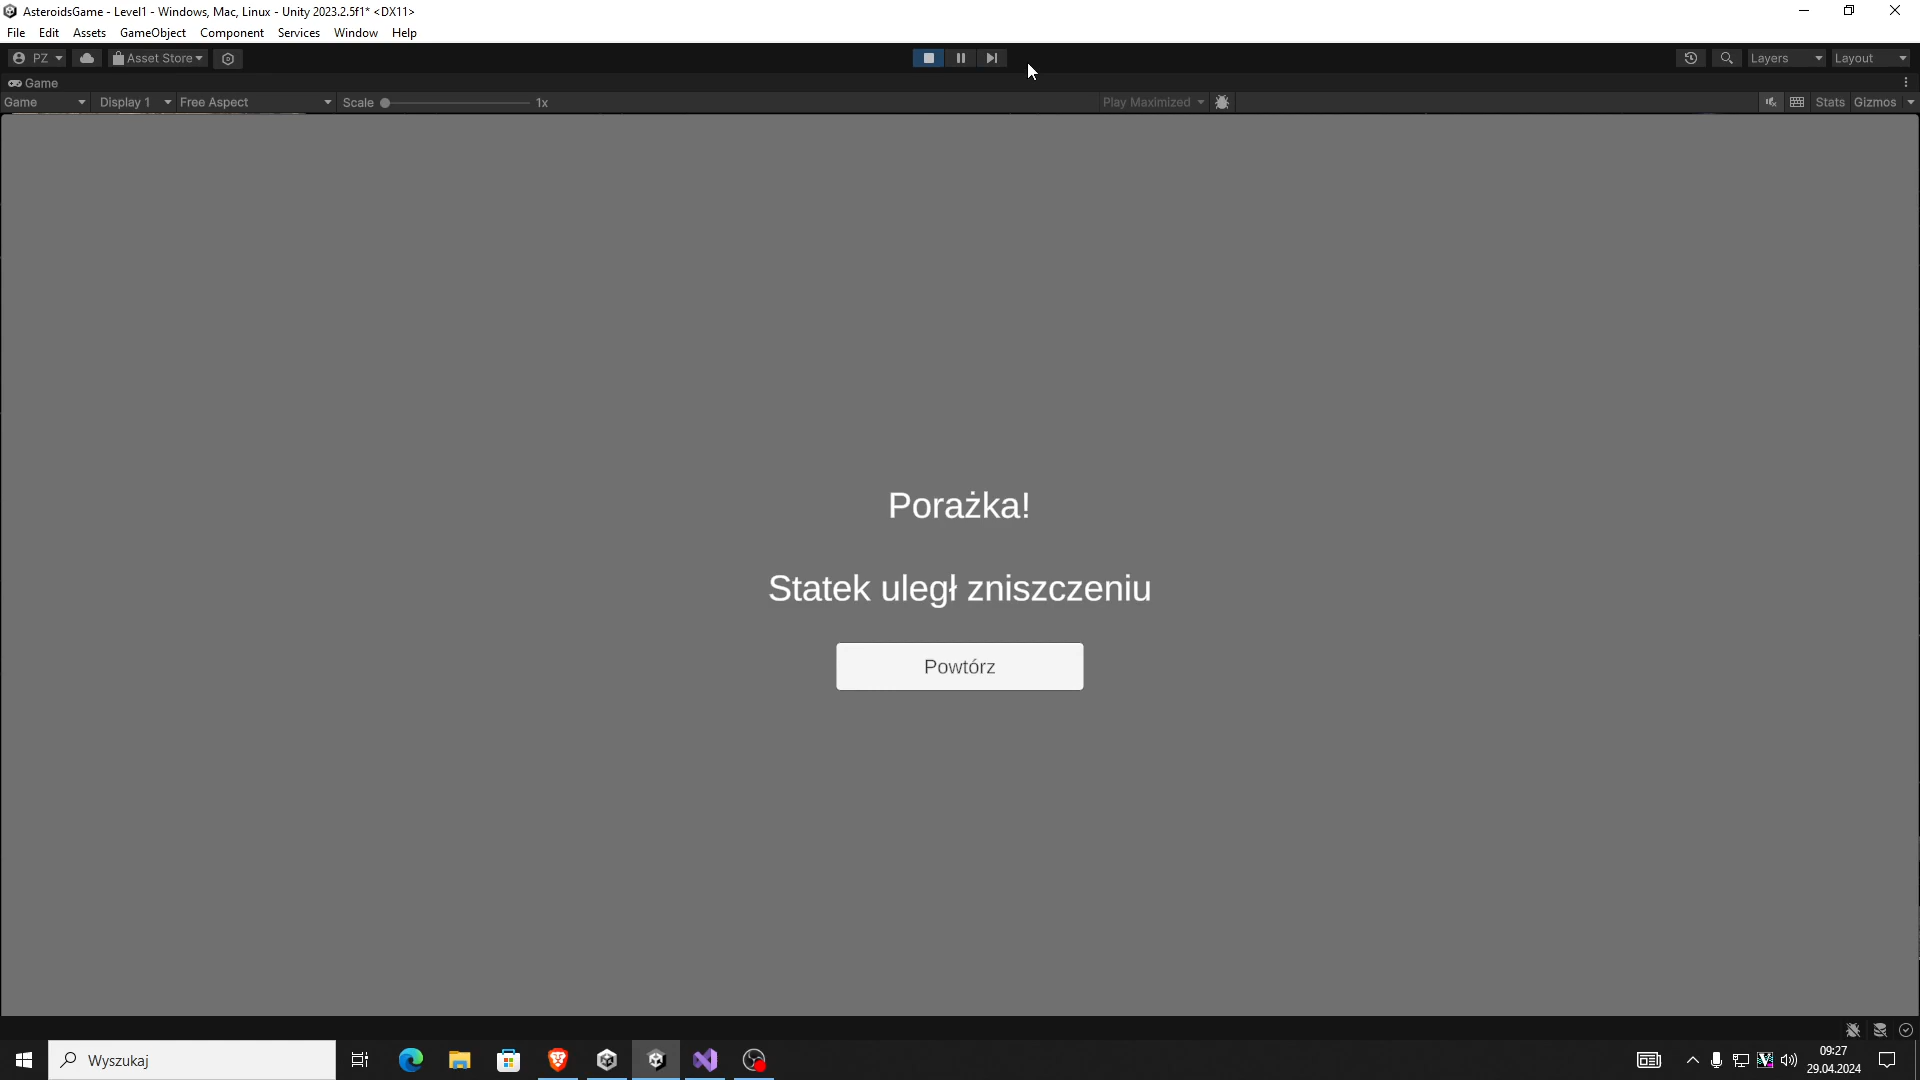 AsteroidsGame - Level1 - Windows, Mac, Linux - Unity 2023.2.5f1* <DX11>
File Edit Assets GameObject Component Services Window Help
PZ Asset Store Layers Layout
Game
Game Display 1 Free Aspect Scale 1x Play Maximized Stats Gizmos
Porażka!
Statek uległ zniszczeniu
Powtórz
Wyszukaj
09:27
29.04.2024